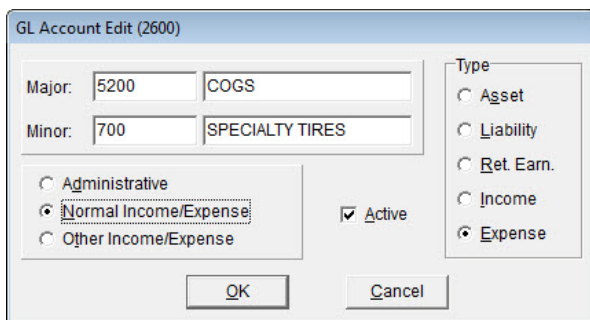 GL Account Edit (2600)
Major: 5200 COGS
Minor: 700 SPECIALTY TIRES
Administrative
Normal Income/Expense
Other Income/Expense
Active
Type
Asset
Liability
Ret. Earn.
Income
Expense
OK Cancel